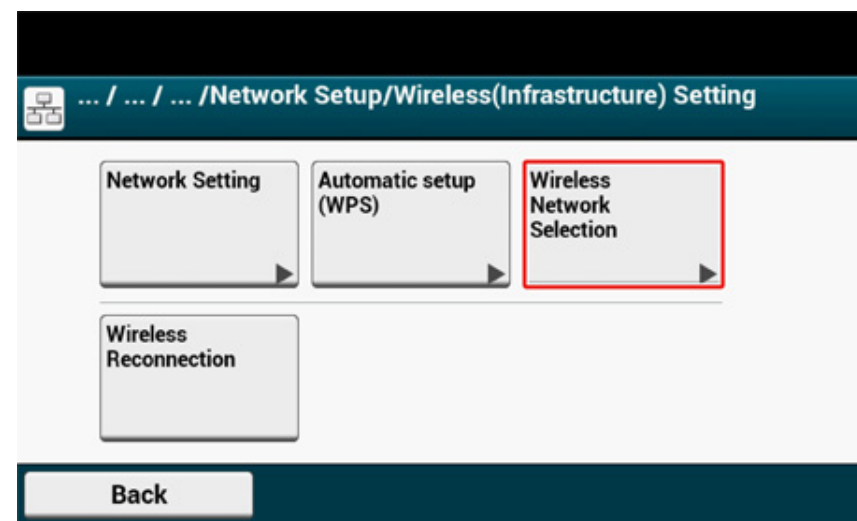 ... / ... / ... /Network Setup/Wireless(Infrastructure) Setting
Network Setting
Automatic setup
(WPS)
Wireless
Network
Selection
Wireless
Reconnection
Back